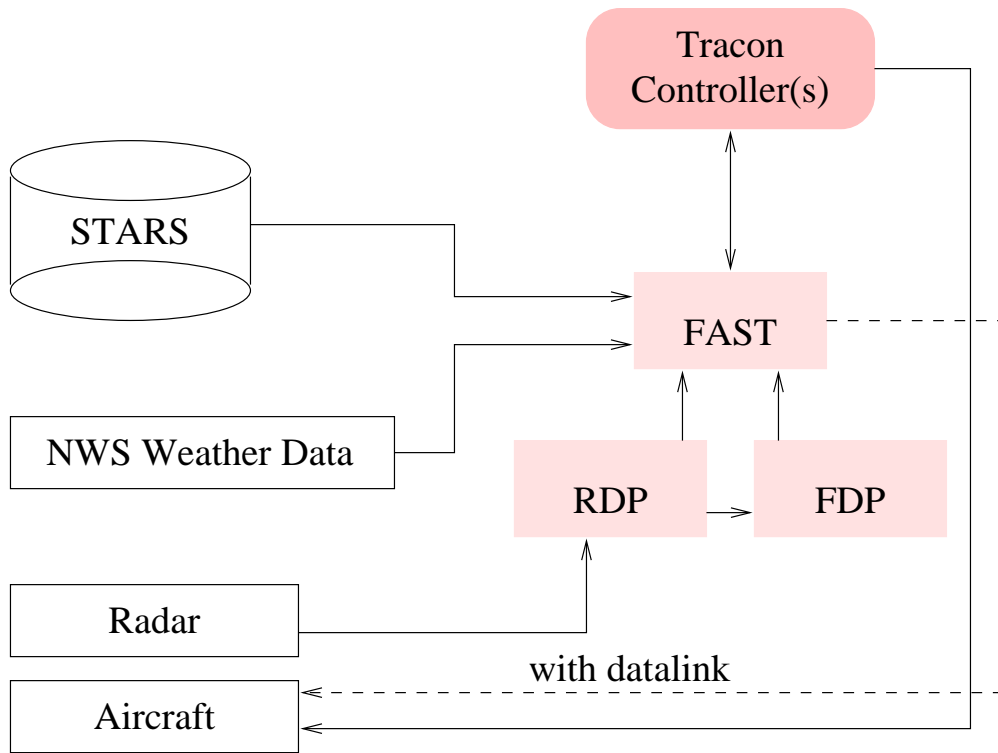 Tracon
Controller(s)
STARS
FAST
NWS Weather Data
RDP
FDP
Radar
with datalink
Aircraft